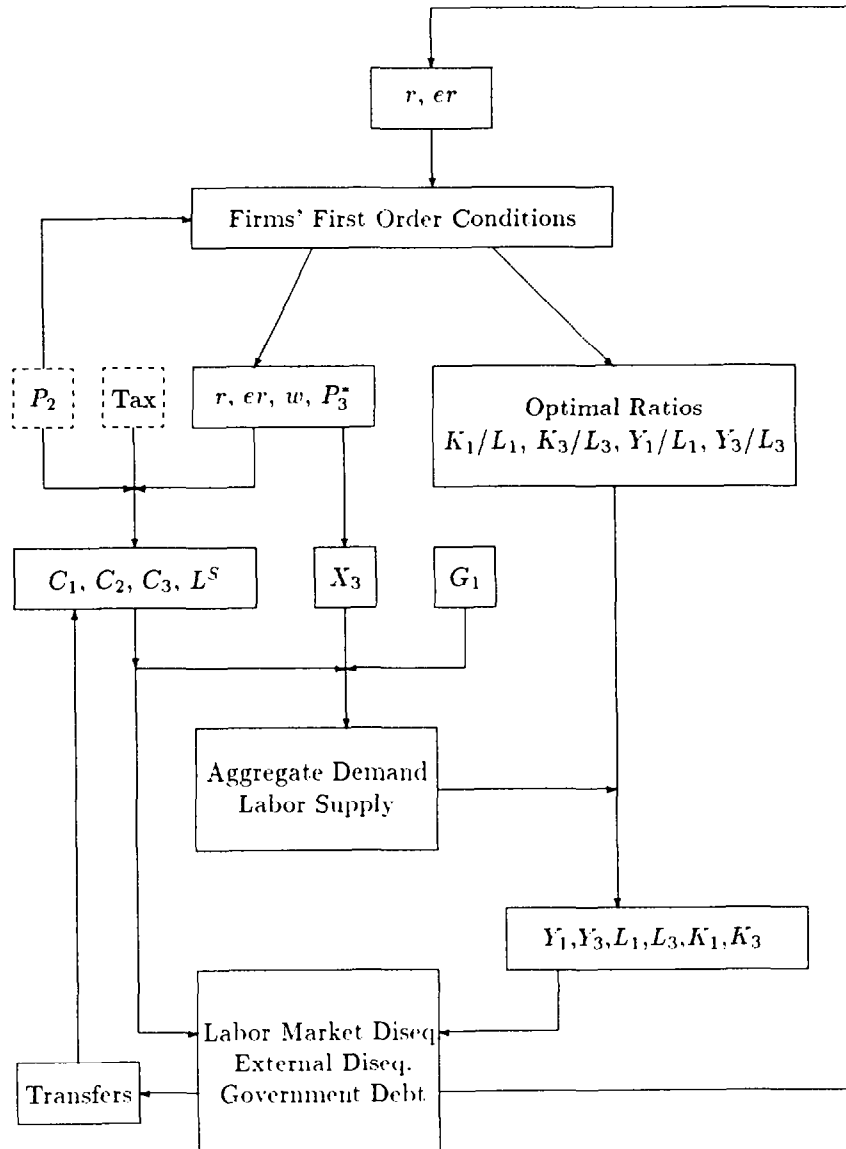 r, er
Firms' First Order Conditions
P₂
Tax
r, er, w, P₃*
Optimal Ratios
K₁/L₁, K₃/L₃, Y₁/L₁, Y₃/L₃
C₁, C₂, C₃, Lˢ
X₃
G₁
Aggregate Demand
Labor Supply
Y₁,Y₃,L₁,L₃,K₁,K₃
Labor Market Diseq
External Diseq.
Government Debt
Transfers